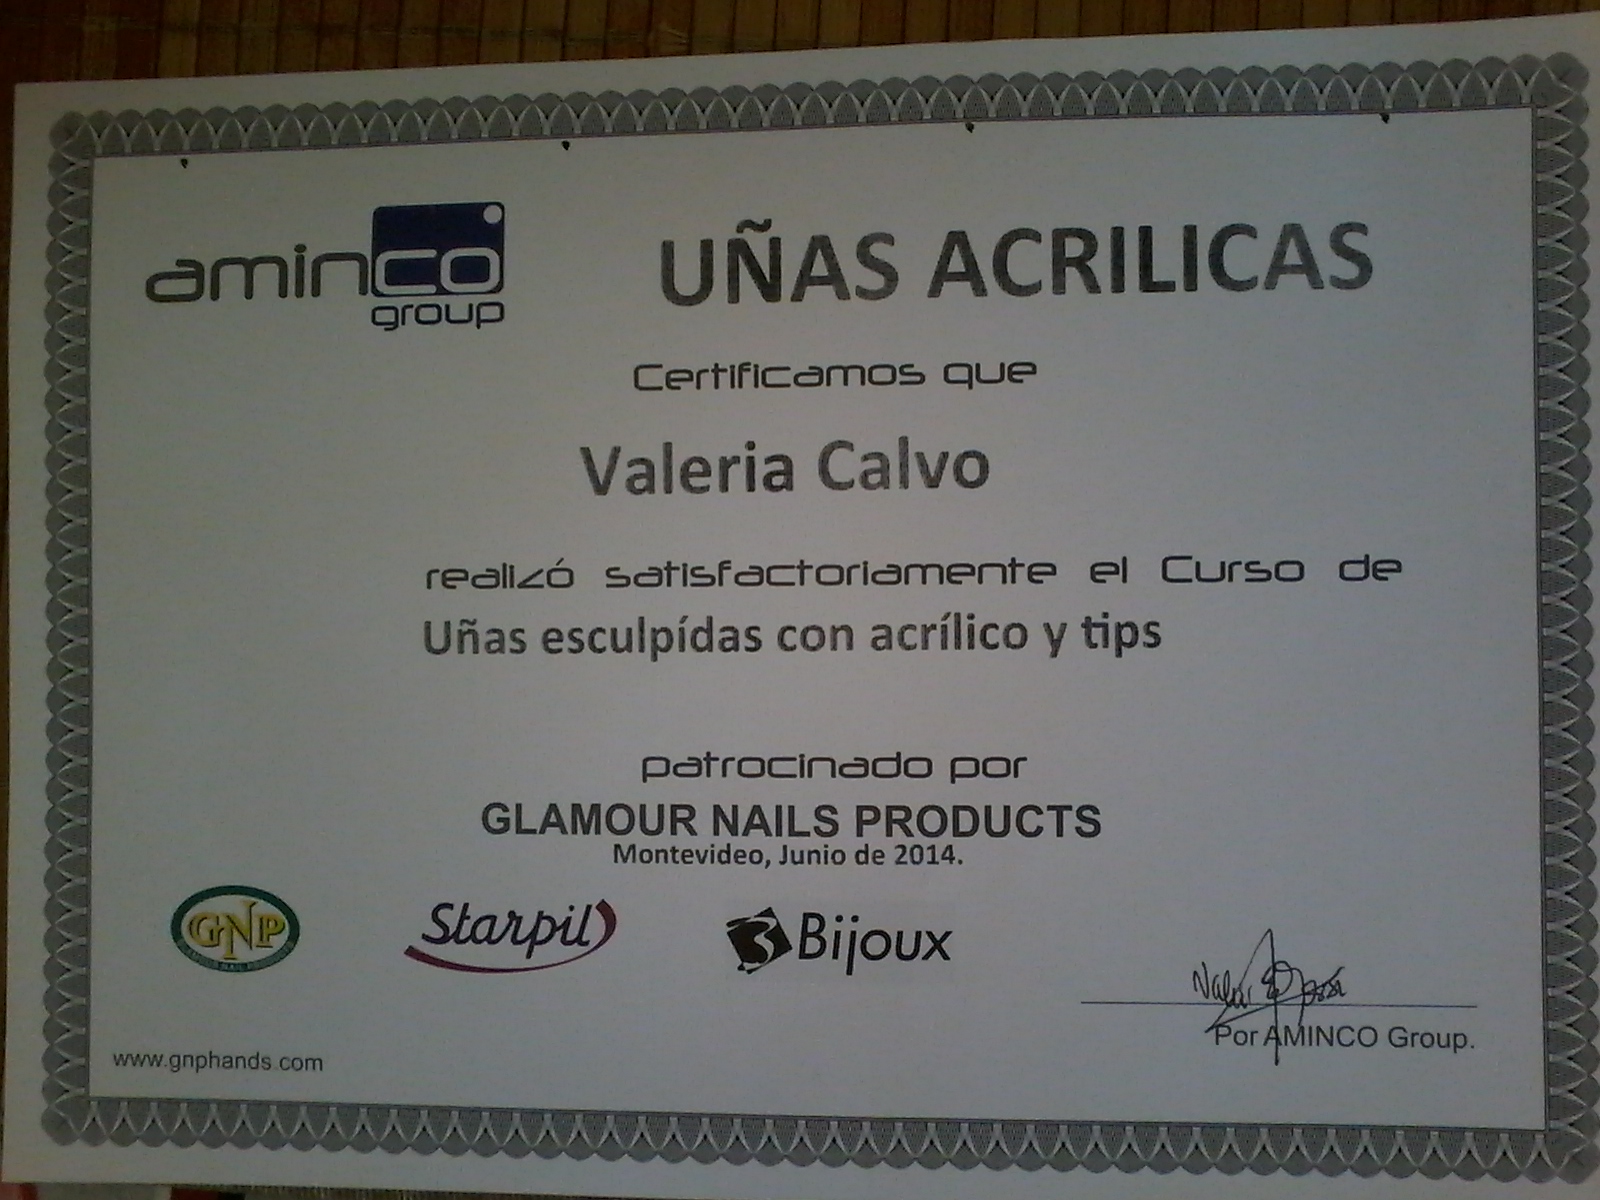 aminco
group
UÑAS ACRILICAS
Certificamos que
Valeria Calvo
realizó satisfactoriamente el Curso de
Uñas esculpídas con acrílico y tips
patrocinado por
GLAMOUR NAILS PRODUCTS
Montevideo, Junio de 2014.
GNP
Starpil
Bijoux
Por AMINCO Group.
www.gnphands.com